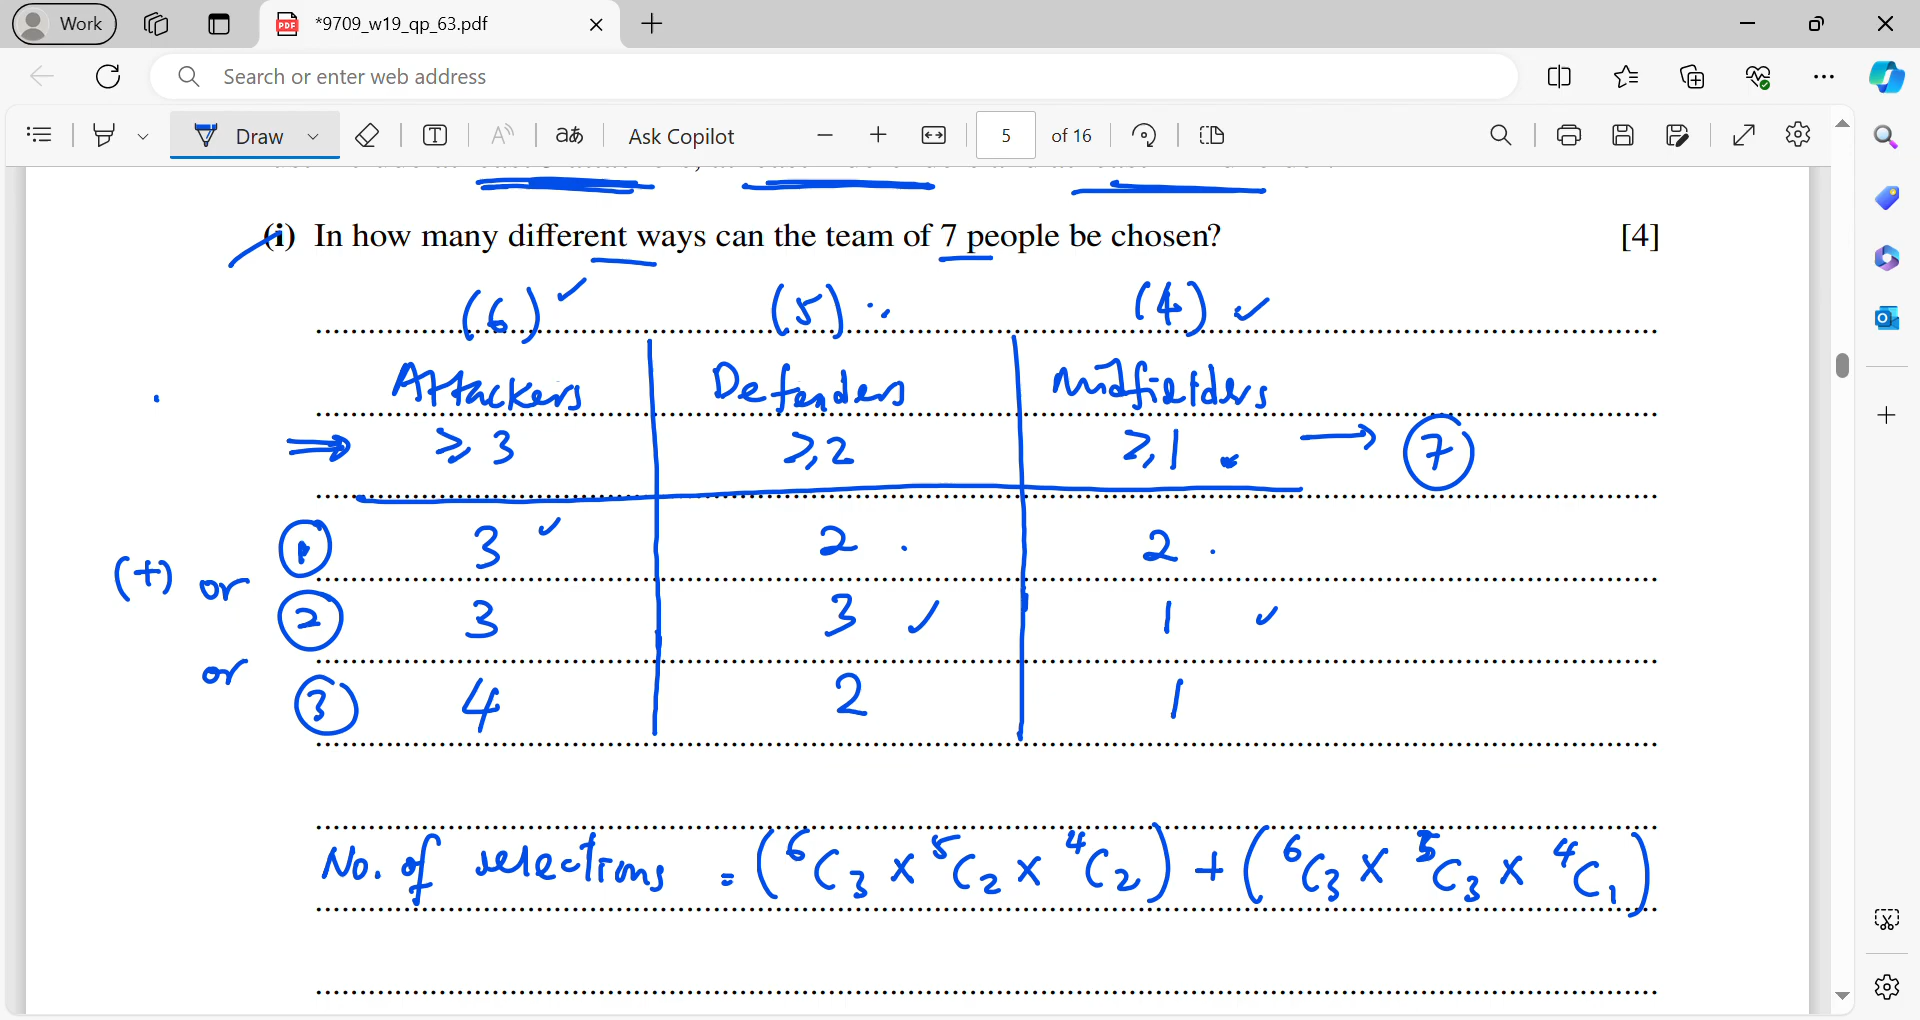 Work
*9709_w19_qp_63.pdf
Search or enter web address
Draw
aあ
Ask Copilot
5 of 16
(i) In how many different ways can the team of 7 people be chosen? [4]
(6) ✓ (5) (4) ✓
Attackers Defenders midfielders
⇒ ⩾ 3 ⩾ 2 ⩾ 1 → 7
1 3 ✓ 2 2
(+) or
2 3 3 ✓ 1 ✓
or
3 4 2 1
No. of selections = (⁶C₃ × ⁵C₂ × ⁴C₂) + (⁶C₃ × ⁵C₃ × ⁴C₁)